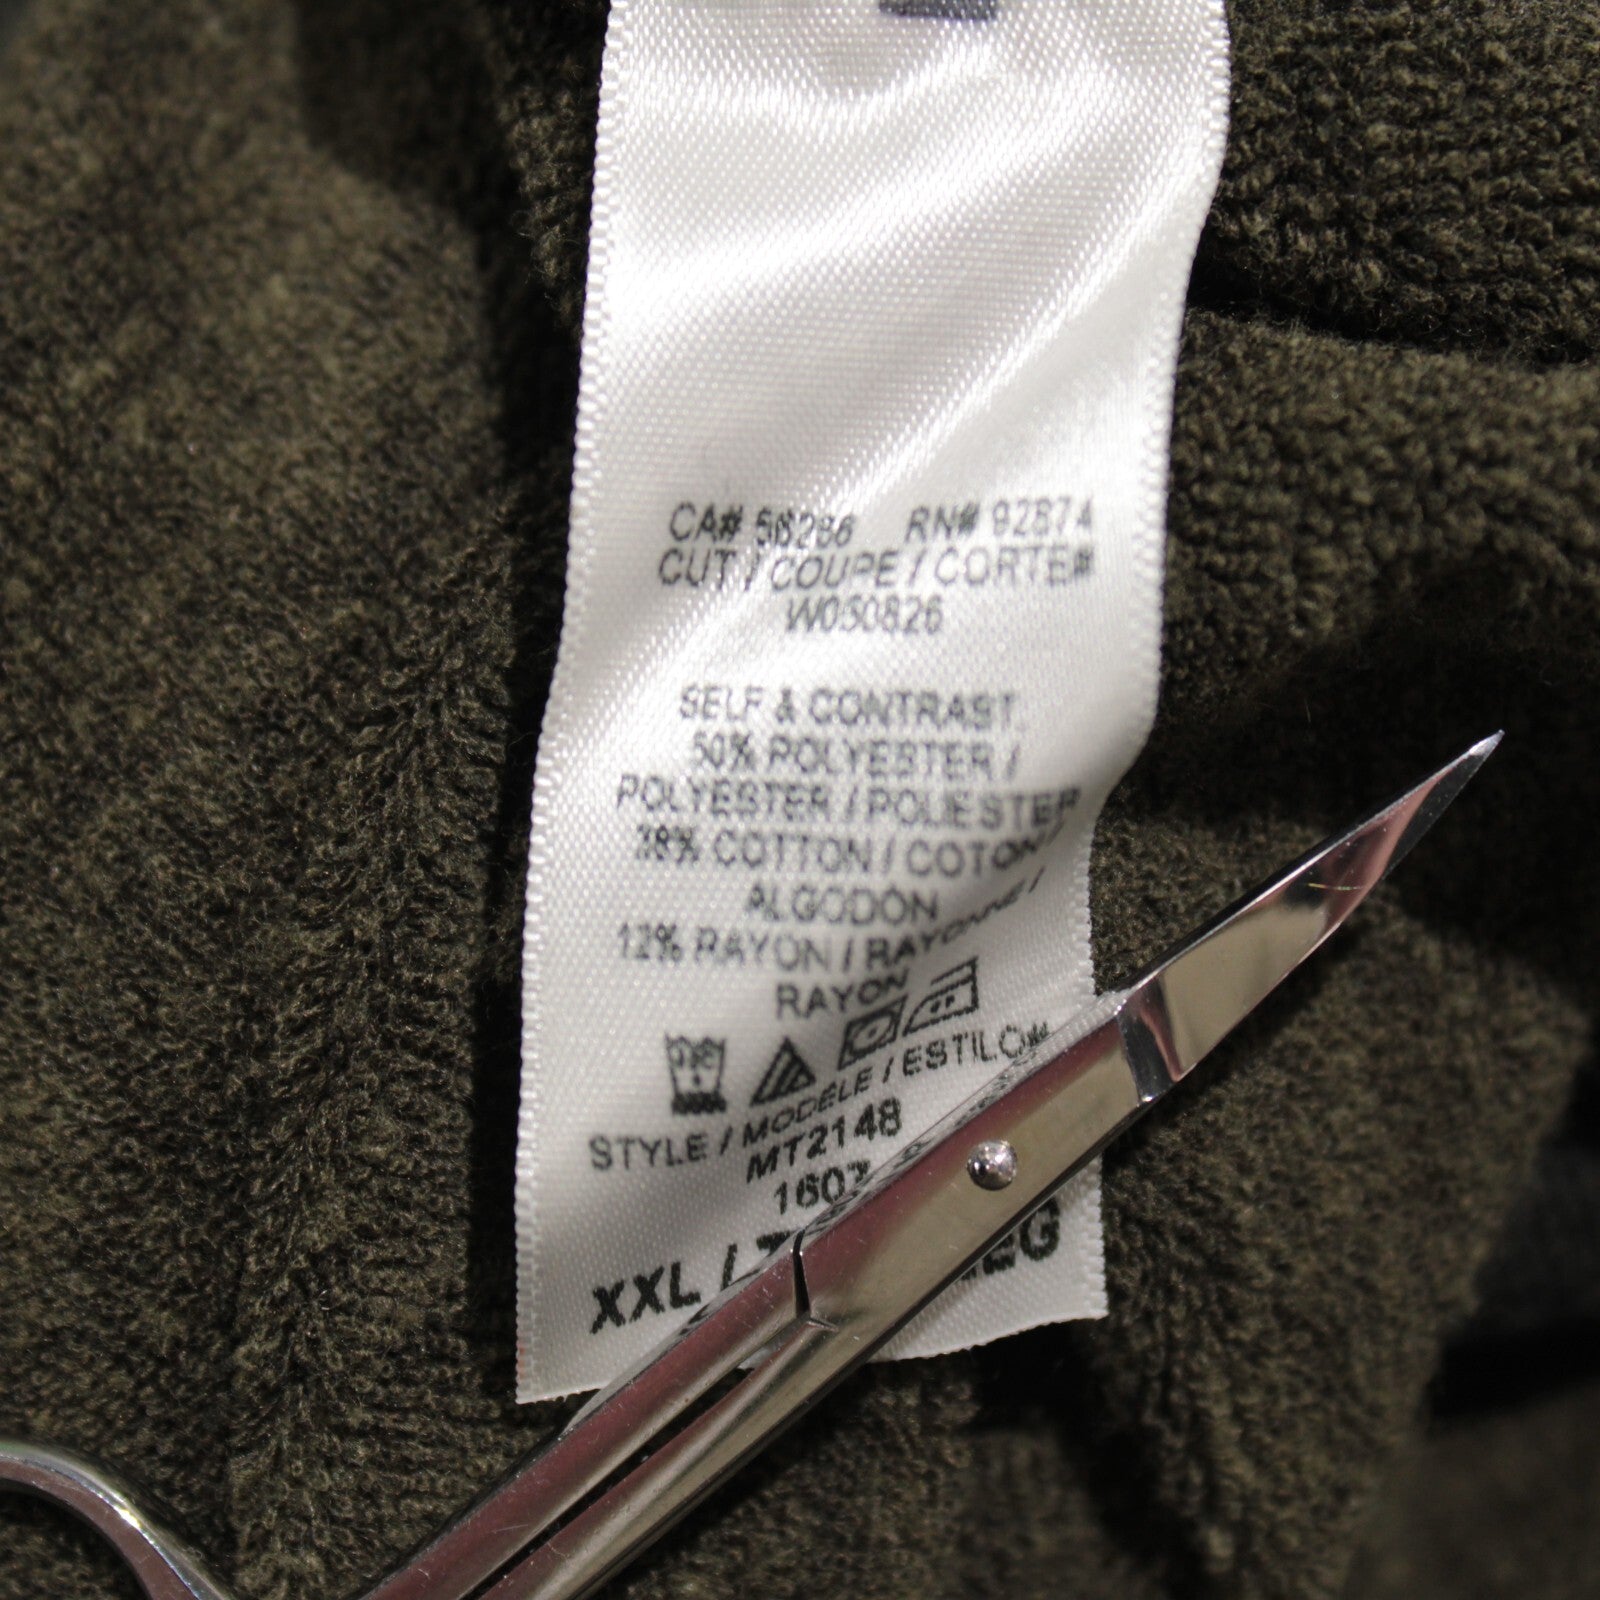 CA# 56286 RN# 92874
CUT / COUPE / CORTE#
W050826
SELF & CONTRAST
50% POLYESTER /
POLYESTER / POLIESTER
38% COTTON / COTON /
ALGODÓN
12% RAYON / RAYONNE /
RAYON
STYLE / MODÈLE / ESTILO#
MT2148
XXL /